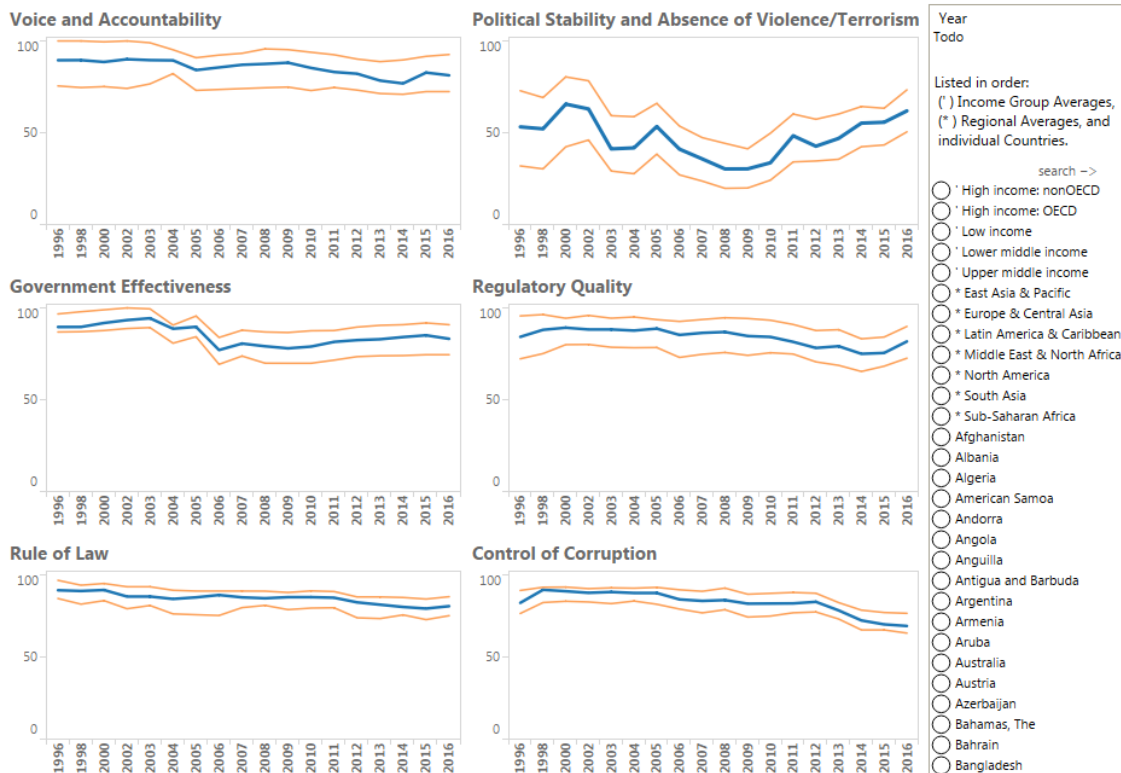 Voice and Accountability
100
50
0
1996 1998 2000 2002 2003 2004 2005 2006 2007 2008 2009 2010 2011 2012 2013 2014 2015 2016
Political Stability and Absence of Violence/Terrorism
100
50
0
1996 1998 2000 2002 2003 2004 2005 2006 2007 2008 2009 2010 2011 2012 2013 2014 2015 2016
Government Effectiveness
100
50
0
1996 1998 2000 2002 2003 2004 2005 2006 2007 2008 2009 2010 2011 2012 2013 2014 2015 2016
Regulatory Quality
100
50
0
1996 1998 2000 2002 2003 2004 2005 2006 2007 2008 2009 2010 2011 2012 2013 2014 2015 2016
Rule of Law
100
50
0
1996 1998 2000 2002 2003 2004 2005 2006 2007 2008 2009 2010 2011 2012 2013 2014 2015 2016
Control of Corruption
100
50
0
1996 1998 2000 2002 2003 2004 2005 2006 2007 2008 2009 2010 2011 2012 2013 2014 2015 2016
Year
Todo
Listed in order:
(' ) Income Group Averages,
(* ) Regional Averages, and
individual Countries.
search -->
' High income: nonOECD
' High income: OECD
' Low income
' Lower middle income
' Upper middle income
* East Asia & Pacific
* Europe & Central Asia
* Latin America & Caribbean
* Middle East & North Africa
* North America
* South Asia
* Sub-Saharan Africa
Afghanistan
Albania
Algeria
American Samoa
Andorra
Angola
Anguilla
Antigua and Barbuda
Argentina
Armenia
Aruba
Australia
Austria
Azerbaijan
Bahamas, The
Bahrain
Bangladesh